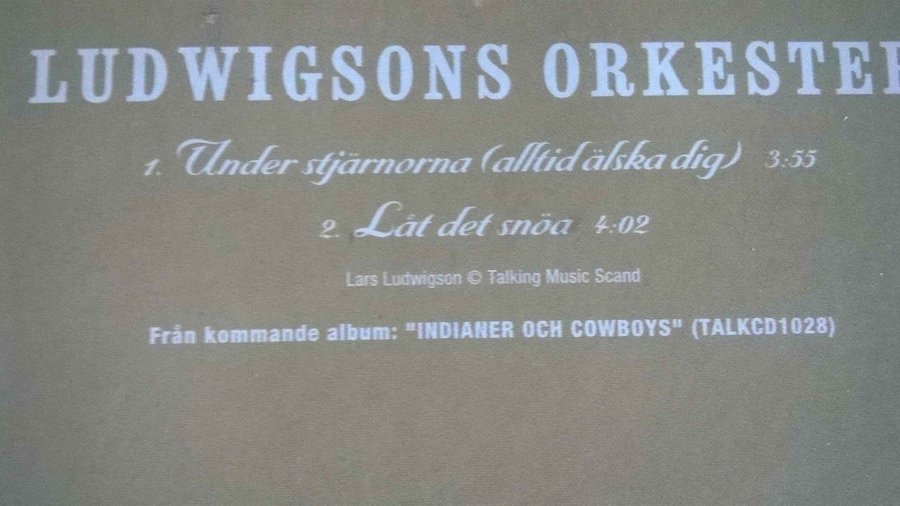 LUDWIGSONS ORKESTER
1. Under stjärnorna (alltid älska dig) 3:55
2. Låt det snöa 4:02
Lars Ludwigson © Talking Music Scand
Från kommande album: "INDIANER OCH COWBOYS" (TALKCD1028)